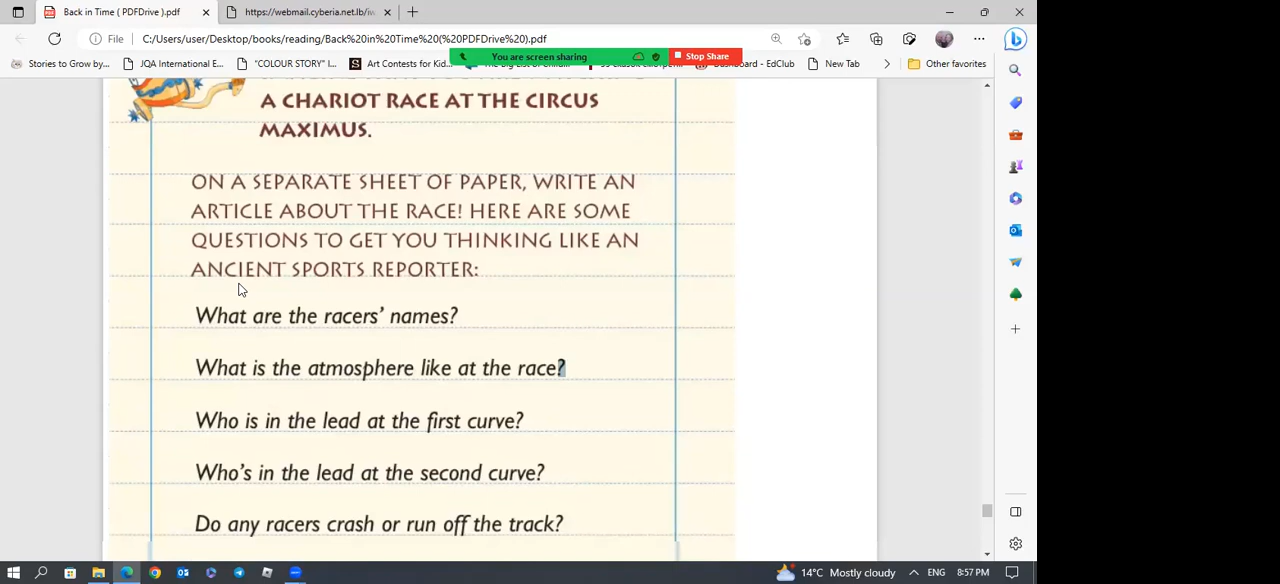 Back in Time ( PDFDrive ).pdf
https://webmail.cyberia.net.lb/iw
File
C:/Users/user/Desktop/books/reading/Back%20in%20Time%20(%20PDFDrive%20).pdf
You are screen sharing
Stop Share
Stories to Grow by...
JQA International E...
"COLOUR STORY" I...
Art Contests for Kid...
Dashboard - EdClub
New Tab
Other favorites
A CHARIOT RACE AT THE CIRCUS
MAXIMUS.
ON A SEPARATE SHEET OF PAPER, WRITE AN
ARTICLE ABOUT THE RACE! HERE ARE SOME
QUESTIONS TO GET YOU THINKING LIKE AN
ANCIENT SPORTS REPORTER:
What are the racers' names?
What is the atmosphere like at the race?
Who is in the lead at the first curve?
Who's in the lead at the second curve?
Do any racers crash or run off the track?
14°C Mostly cloudy
ENG
8:57 PM